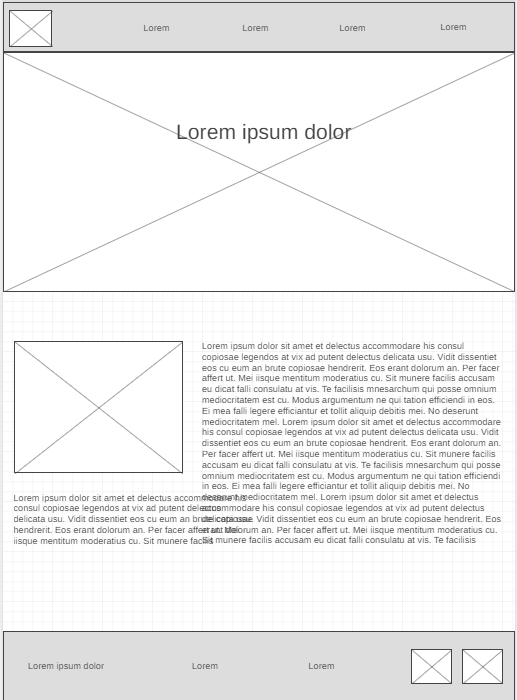 Lorem
Lorem
Lorem
Lorem
Lorem ipsum dolor
Lorem ipsum dolor sit amet et delectus accommodare his consul
copiosae legendos at vix ad putent delectus delicata usu. Vidit dissentiet
eos cu eum an brute copiosae hendrerit. Eos erant dolorum an. Per facer
affert ut. Mei iisque mentitum moderatius cu. Sit munere facilis accusam
eu dicat falli consulatu at vis. Te facilisis mnesarchum qui posse omnium
mediocritatem est cu. Modus argumentum ne qui tation efficiendi in eos.
Ei mea falli legere efficiantur et tollit aliquip debitis mei. No deserunt
mediocritatem mel. Lorem ipsum dolor sit amet et delectus accommodare
his consul copiosae legendos at vix ad putent delectus delicata usu. Vidit
dissentiet eos cu eum an brute copiosae hendrerit. Eos erant dolorum an.
Per facer affert ut. Mei iisque mentitum moderatius cu. Sit munere facilis
accusam eu dicat falli consulatu at vis. Te facilisis mnesarchum qui posse
omnium mediocritatem est cu. Modus argumentum ne qui tation efficiendi
in eos. Ei mea falli legere efficiantur et tollit aliquip debitis mei. No
deserunt mediocritatem mel. Lorem ipsum dolor sit amet et delectus
accommodare his consul copiosae legendos at vix ad putent delectus
delicata usu. Vidit dissentiet eos cu eum an brute copiosae hendrerit. Eos
erant dolorum an. Per facer affert ut. Mei iisque mentitum moderatius cu.
Sit munere facilis accusam eu dicat falli consulatu at vis. Te facilisis
Lorem ipsum dolor sit amet et delectus accommodare his
consul copiosae legendos at vix ad putent delectus
delicata usu. Vidit dissentiet eos cu eum an brute copiosae
hendrerit. Eos erant dolorum an. Per facer affert ut. Mei
iisque mentitum moderatius cu. Sit munere facilis
Lorem ipsum dolor
Lorem
Lorem